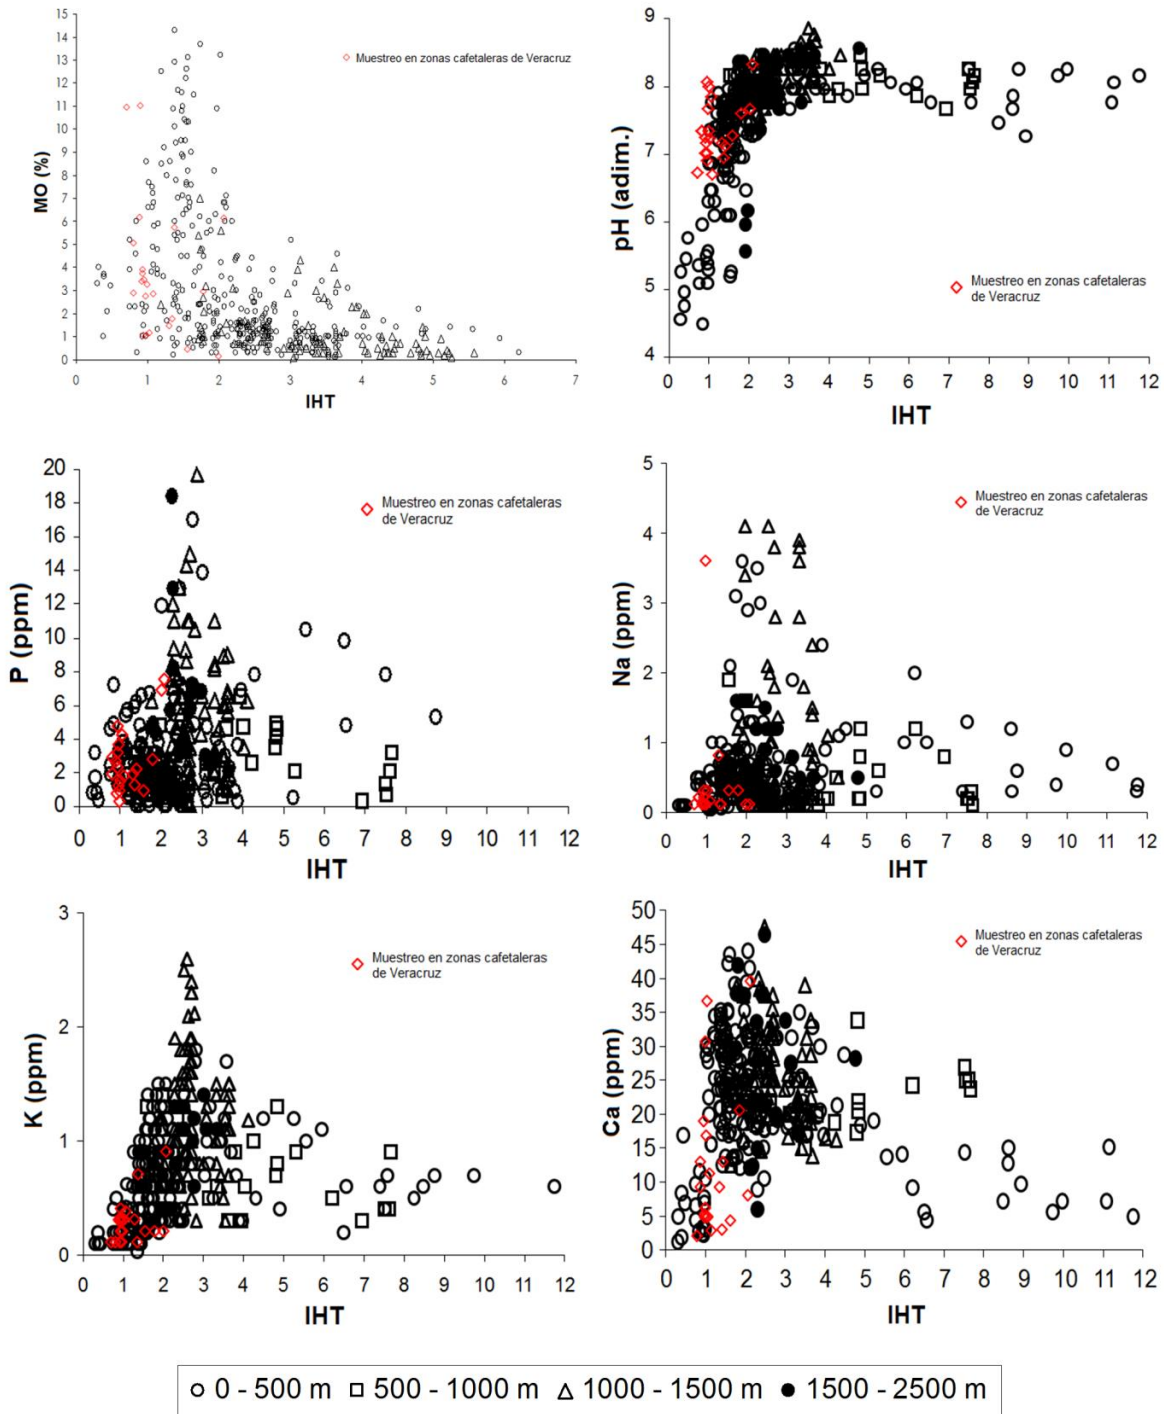 15
14
13
12
11
10
9
8
7
6
5
4
3
2
1
0
MO (%)
Muestreo en zonas cafetaleras de Veracruz
0 1 2 3 4 5 6 7
IHT
9
8
7
6
5
4
pH (adim.)
Muestreo en zonas cafetaleras
de Veracruz
0 1 2 3 4 5 6 7 8 9 10 11 12
IHT
20
18
16
14
12
10
8
6
4
2
0
P (ppm)
Muestreo en zonas cafetaleras
de Veracruz
0 1 2 3 4 5 6 7 8 9 10 11 12
IHT
5
4
3
2
1
0
Na (ppm)
Muestreo en zonas cafetaleras
de Veracruz
0 1 2 3 4 5 6 7 8 9 10 11 12
IHT
3
2
1
0
K (ppm)
Muestreo en zonas cafetaleras
de Veracruz
0 1 2 3 4 5 6 7 8 9 10 11 12
IHT
50
45
40
35
30
25
20
15
10
5
0
Ca (ppm)
Muestreo en zonas cafetaleras
de Veracruz
0 1 2 3 4 5 6 7 8 9 10 11 12
IHT
0 - 500 m 500 - 1000 m 1000 - 1500 m 1500 - 2500 m